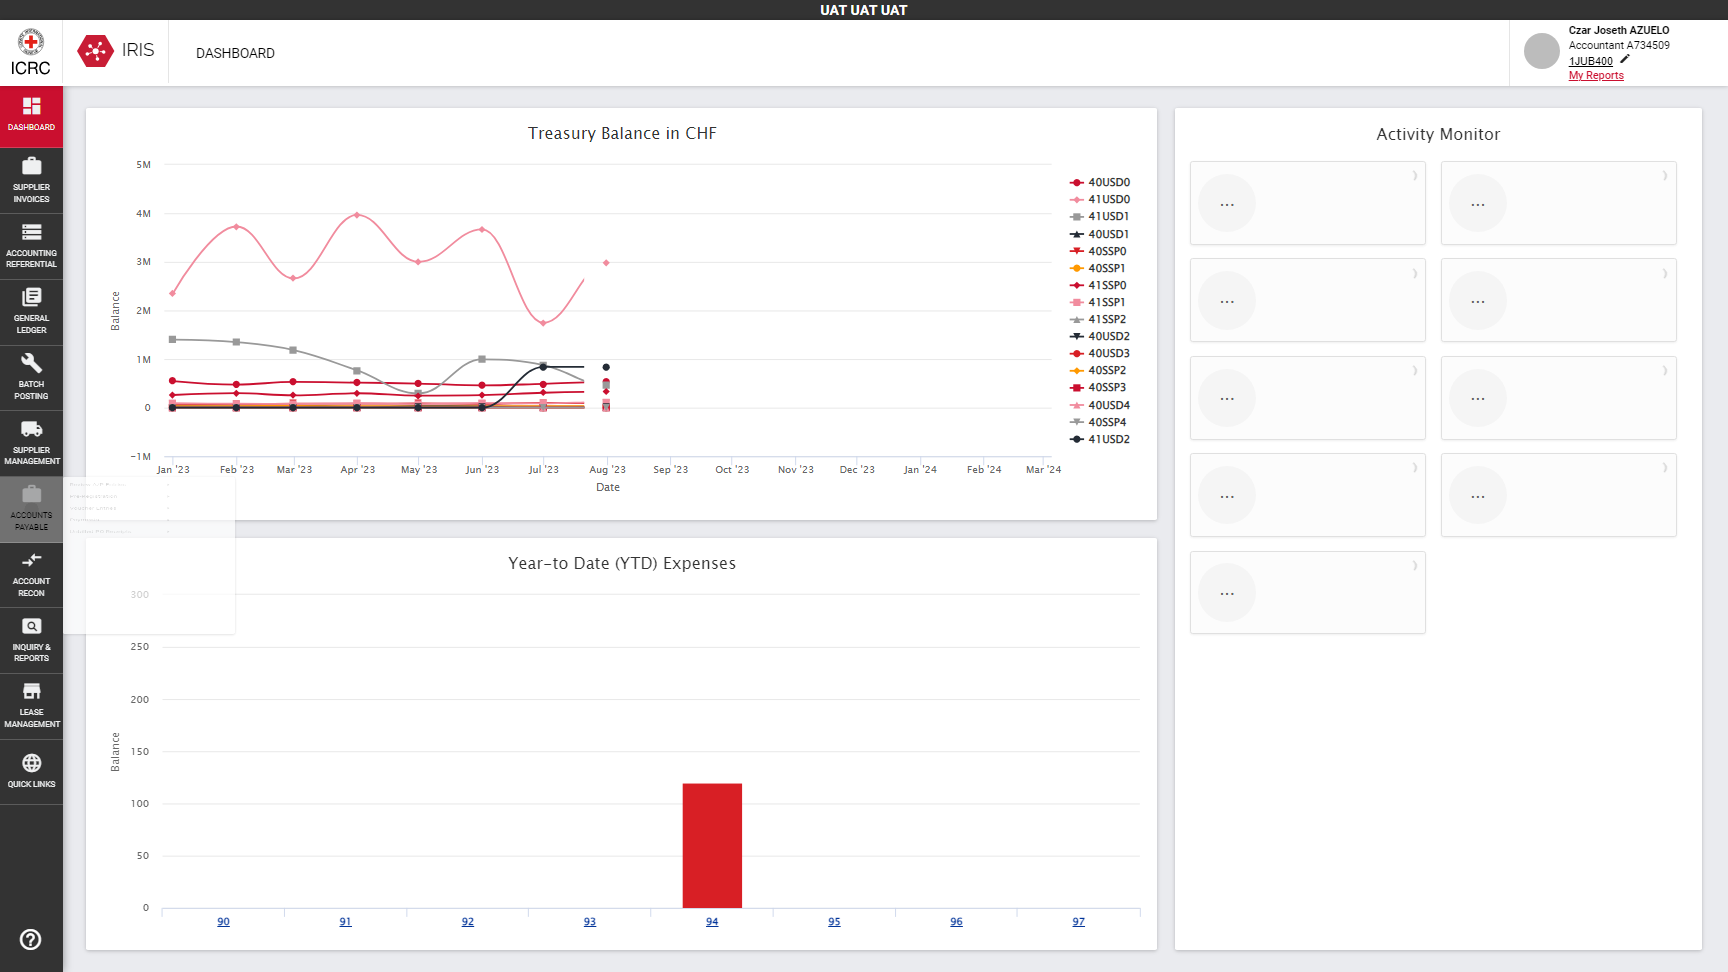 UAT UAT UAT
ICRC
IRIS
DASHBOARD
Czar Joseth AZUELO
Accountant A734509
1JUB400
My Reports
DASHBOARD
SUPPLIER
INVOICES
ACCOUNTING
REFERENTIAL
GENERAL
LEDGER
BATCH
POSTING
SUPPLIER
MANAGEMENT
ACCOUNTS
PAYABLE
ACCOUNT
RECON
INQUIRY &
REPORTS
LEASE
MANAGEMENT
QUICK LINKS
Treasury Balance in CHF
5M
4M
3M
2M
1M
0
-1M
Balance
Jan '23 Feb '23 Mar '23 Apr '23 May '23 Jun '23 Jul '23 Aug '23 Sep '23 Oct '23 Nov '23 Dec '23 Jan '24 Feb '24 Mar '24
Date
40USD0
41USD0
41USD1
40USD1
40SSP0
40SSP1
41SSP0
41SSP1
41SSP2
40USD2
40USD3
40SSP2
40SSP3
40USD4
40SSP4
41USD2
Year-to Date (YTD) Expenses
300
250
200
150
100
50
0
Balance
90 91 92 93 94 95 96 97
Activity Monitor
... ...
... ...
... ...
... ...
...